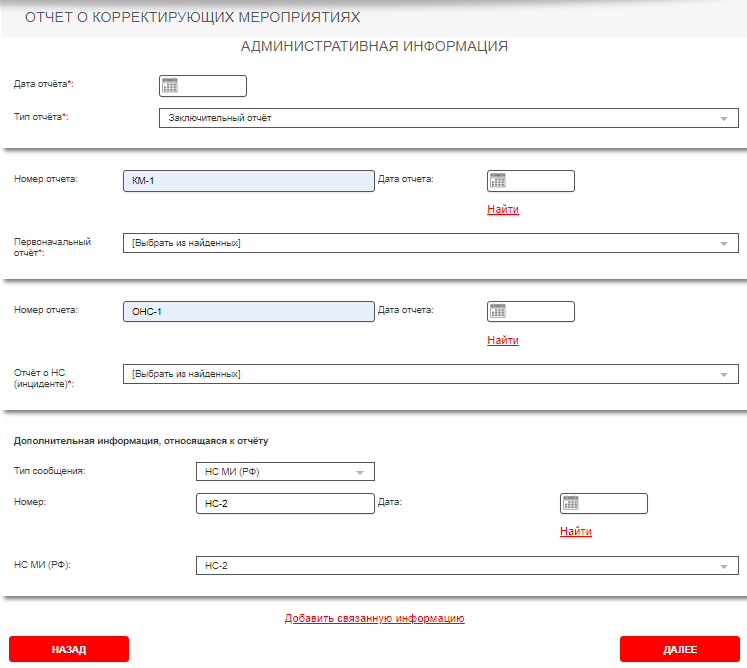 ОТЧЕТ О КОРРЕКТИРУЮЩИХ МЕРОПРИЯТИЯХ
АДМИНИСТРАТИВНАЯ ИНФОРМАЦИЯ
Дата отчёта*:
Тип отчёта*: Заключительный отчёт
Номер отчета: КМ-1 Дата отчета:
Найти
Первоначальный отчёт*: [Выбрать из найденных]
Номер отчета: ОНС-1 Дата отчета:
Найти
Отчёт о НС (инциденте)*: [Выбрать из найденных]
Дополнительная информация, относящаяся к отчёту
Тип сообщения: НС МИ (РФ)
Номер: НС-2 Дата:
Найти
НС МИ (РФ): НС-2
Добавить связанную информацию
НАЗАД ДАЛЕЕ